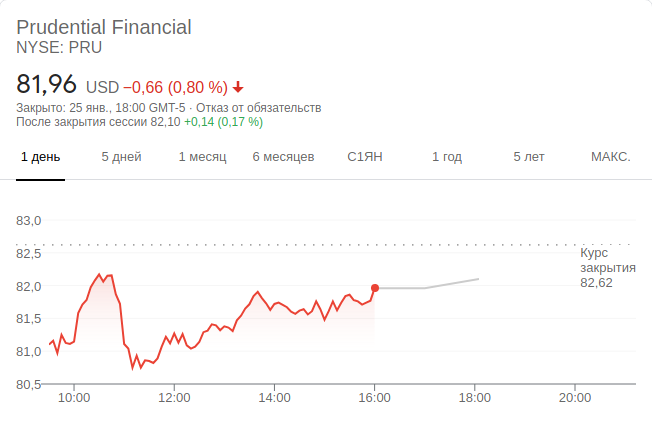 Prudential Financial
NYSE: PRU
81,96 USD −0,66 (0,80 %)
Закрыто: 25 янв., 18:00 GMT-5 · Отказ от обязательств
После закрытия сессии 82,10 +0,14 (0,17 %)
1 день 5 дней 1 месяц 6 месяцев С1ЯН 1 год 5 лет МАКС.
83,0
82,5
Курс
закрытия
82,62
82,0
81,5
81,0
80,5
10:00 12:00 14:00 16:00 18:00 20:00